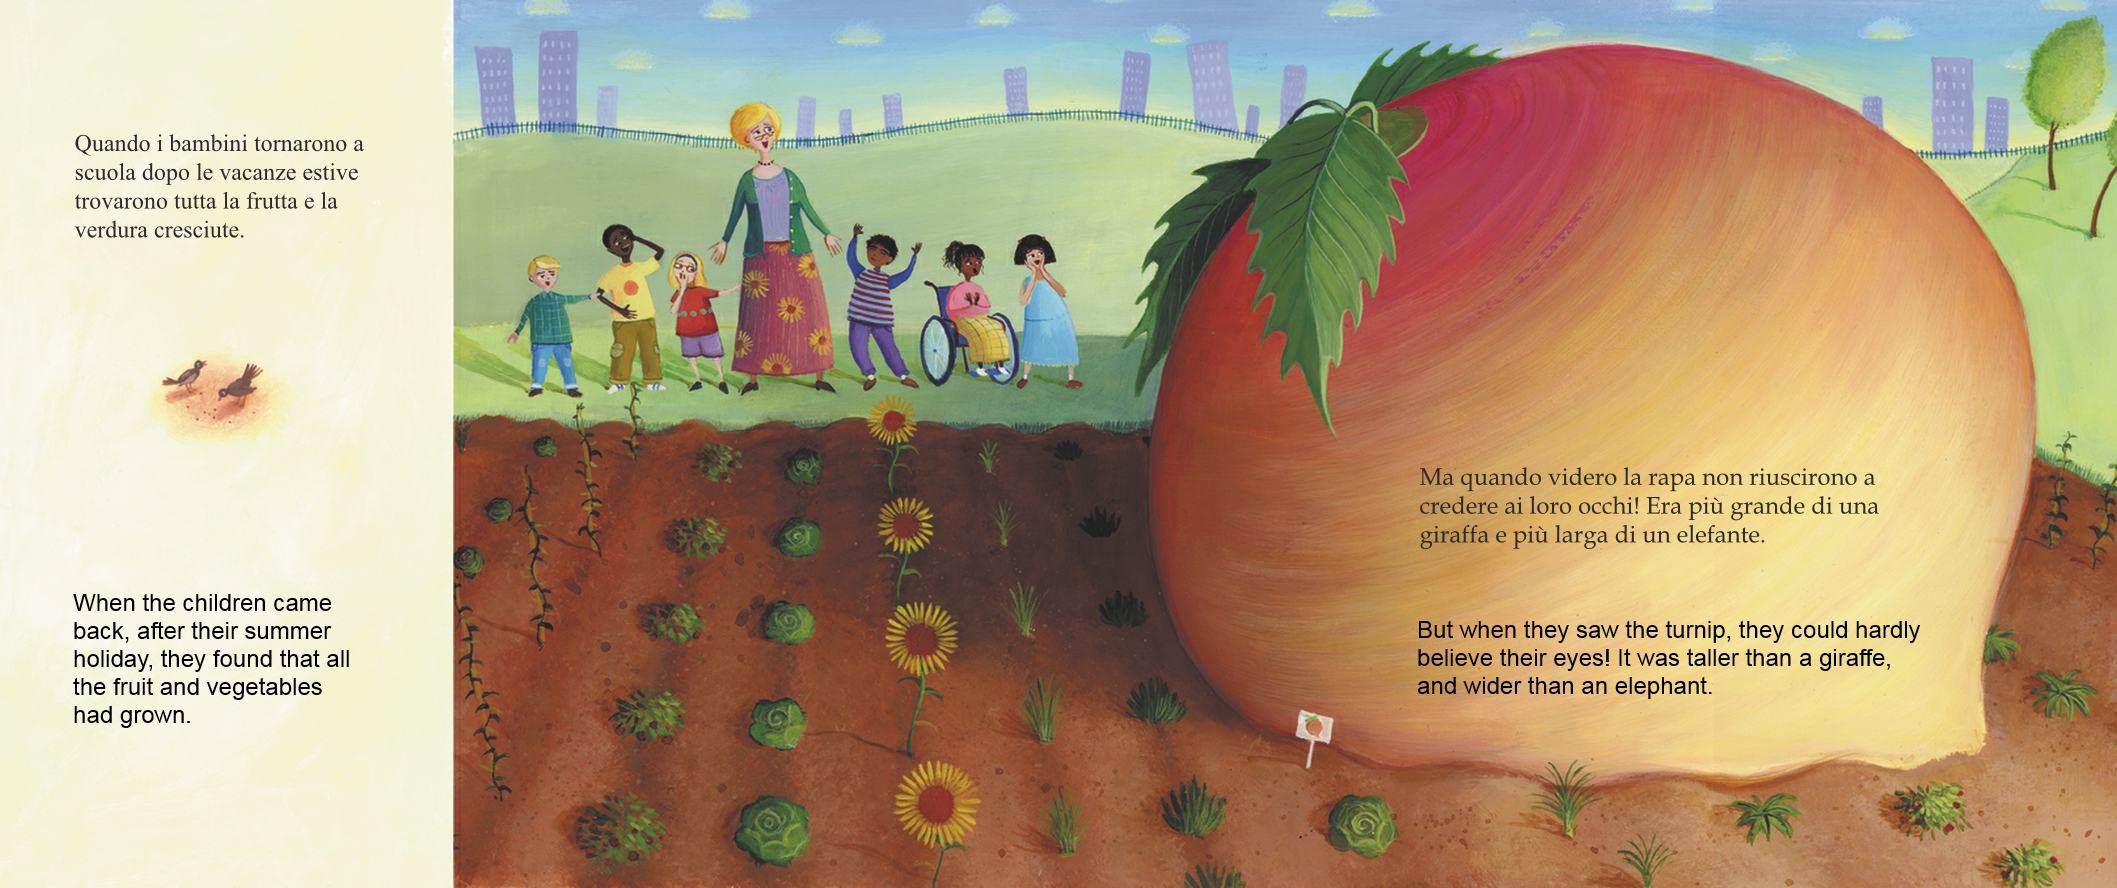 Quando i bambini tornarono a
scuola dopo le vacanze estive
trovarono tutta la frutta e la
verdura cresciute.
When the children came
back, after their summer
holiday, they found that all
the fruit and vegetables
had grown.
Ma quando videro la rapa non riuscirono a
credere ai loro occhi! Era più grande di una
giraffa e più larga di un elefante.
But when they saw the turnip, they could hardly
believe their eyes! It was taller than a giraffe,
and wider than an elephant.